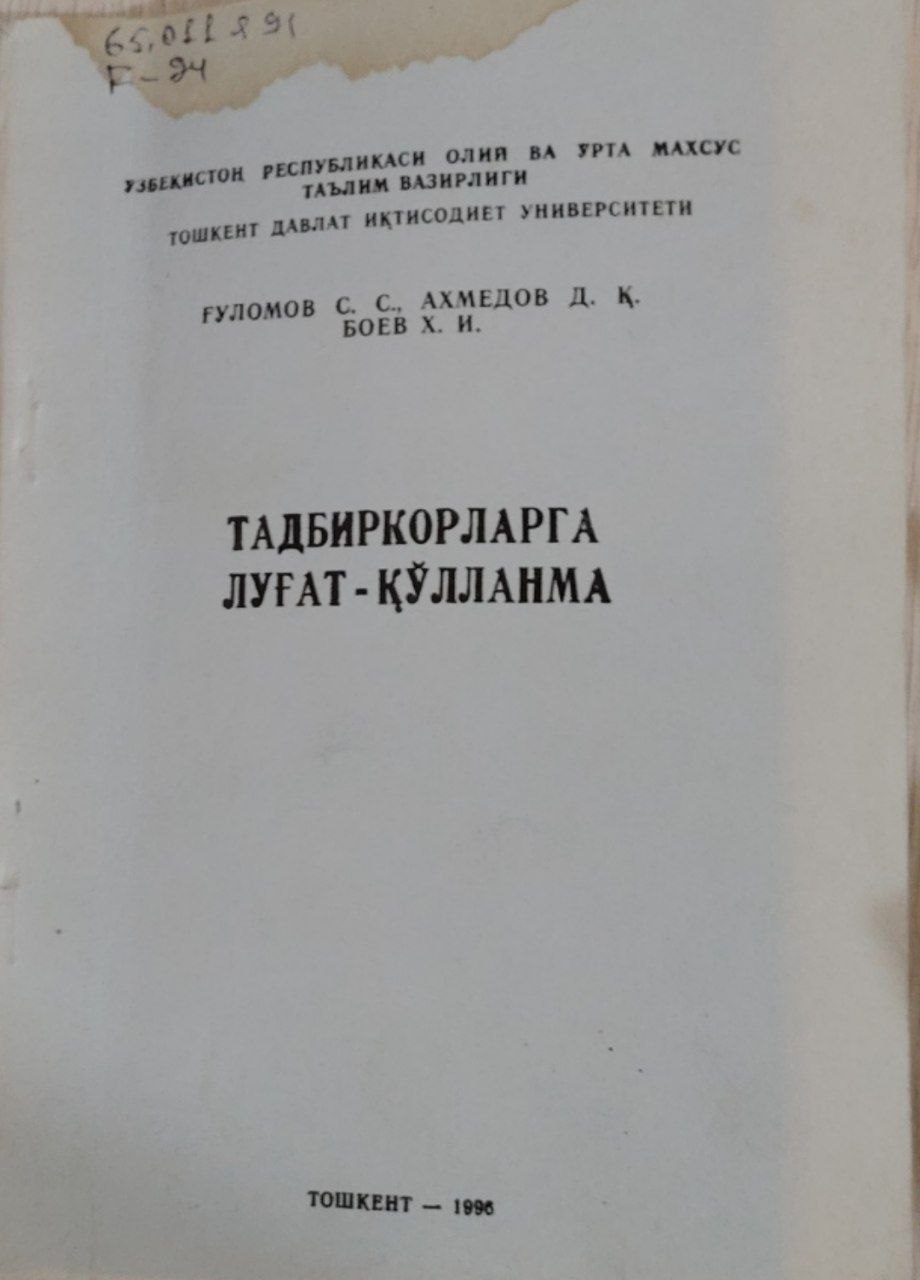 65.011 я 91
Ғ-94
УЗБЕКИСТОН РЕСПУБЛИКАСИ ОЛИЙ ВА УРТА МАХСУС
ТАЪЛИМ ВАЗИРЛИГИ
ТОШКЕНТ ДАВЛАТ ИҚТИСОДИЕТ УНИВЕРСИТЕТИ
ҒУЛОМОВ С. С., АХМЕДОВ Д. Қ.
БОЕВ Х. И.
ТАДБИРКОРЛАРГА
ЛУҒАТ-ҚЎЛЛАНМА
ТОШКЕНТ — 1996